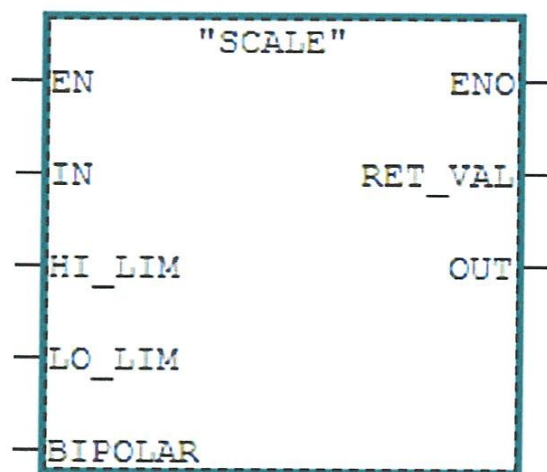 "SCALE"
EN ENO
IN RET_VAL
HI_LIM OUT
LO_LIM
BIPOLAR